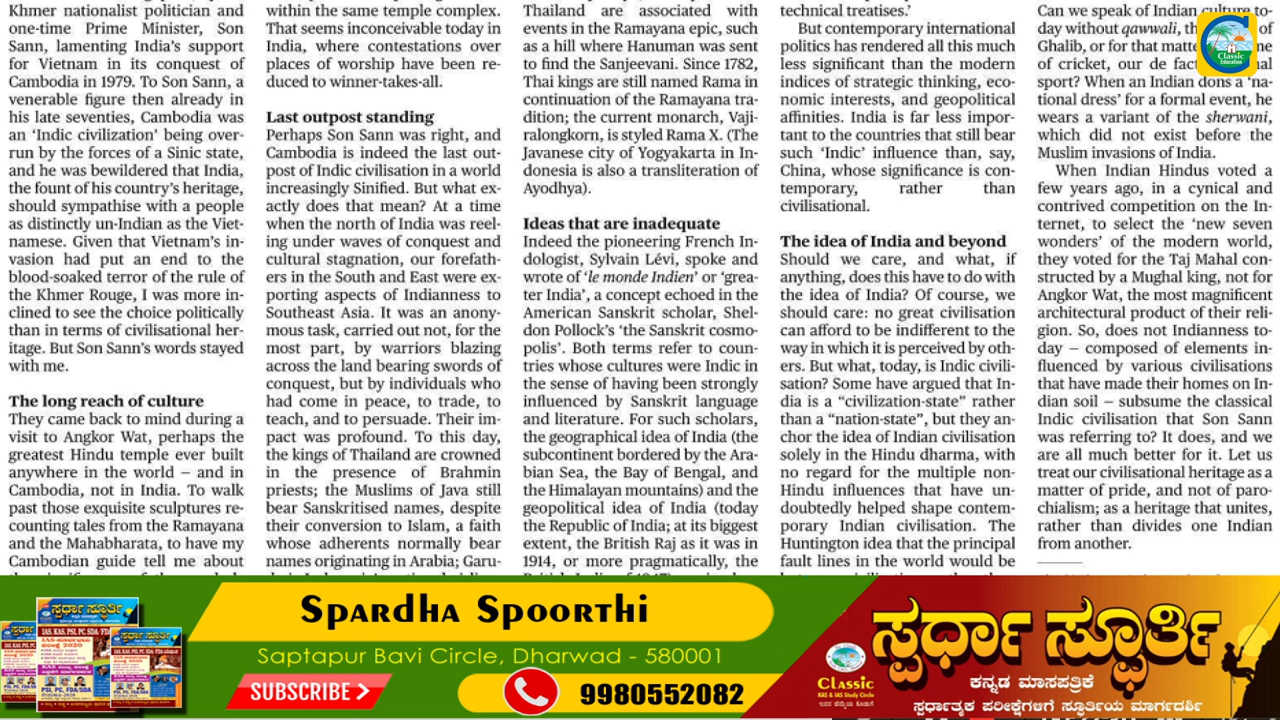 Khmer nationalist politician and
one-time Prime Minister, Son
Sann, lamenting India's support
for Vietnam in its conquest of
Cambodia in 1979. To Son Sann, a
venerable figure then already in
his late seventies, Cambodia was
an 'Indic civilization' being over-
run by the forces of a Sinic state,
and he was bewildered that India,
the fount of his country's heritage,
should sympathise with a people
as distinctly un-Indian as the Viet-
namese. Given that Vietnam's in-
vasion had put an end to the
blood-soaked terror of the rule of
the Khmer Rouge, I was more in-
clined to see the choice politically
than in terms of civilisational her-
itage. But Son Sann's words stayed
with me.
The long reach of culture
They came back to mind during a
visit to Angkor Wat, perhaps the
greatest Hindu temple ever built
anywhere in the world — and in
Cambodia, not in India. To walk
past those exquisite sculptures re-
counting tales from the Ramayana
and the Mahabharata, to have my
Cambodian guide tell me about
within the same temple complex.
That seems inconceivable today in
India, where contestations over
places of worship have been re-
duced to winner-takes-all.
Last outpost standing
Perhaps Son Sann was right, and
Cambodia is indeed the last out-
post of Indic civilisation in a world
increasingly Sinified. But what ex-
actly does that mean? At a time
when the north of India was reel-
ing under waves of conquest and
cultural stagnation, our forefath-
ers in the South and East were ex-
porting aspects of Indianness to
Southeast Asia. It was an anony-
mous task, carried out not, for the
most part, by warriors blazing
across the land bearing swords of
conquest, but by individuals who
had come in peace, to trade, to
teach, and to persuade. Their im-
pact was profound. To this day,
the kings of Thailand are crowned
in the presence of Brahmin
priests; the Muslims of Java still
bear Sanskritised names, despite
their conversion to Islam, a faith
whose adherents normally bear
names originating in Arabia; Garu-
Thailand are associated with
events in the Ramayana epic, such
as a hill where Hanuman was sent
to find the Sanjeevani. Since 1782,
Thai kings are still named Rama in
continuation of the Ramayana tra-
dition; the current monarch, Vaji-
ralongkorn, is styled Rama X. (The
Javanese city of Yogyakarta in In-
donesia is also a transliteration of
Ayodhya).
Ideas that are inadequate
Indeed the pioneering French In-
dologist, Sylvain Lévi, spoke and
wrote of 'le monde Indien' or 'grea-
ter India', a concept echoed in the
American Sanskrit scholar, Shel-
don Pollock's 'the Sanskrit cosmo-
polis'. Both terms refer to coun-
tries whose cultures were Indic in
the sense of having been strongly
influenced by Sanskrit language
and literature. For such scholars,
the geographical idea of India (the
subcontinent bordered by the Ara-
bian Sea, the Bay of Bengal, and
the Himalayan mountains) and the
geopolitical idea of India (today
the Republic of India; at its biggest
extent, the British Raj as it was in
1914, or more pragmatically, the
technical treatises.'
But contemporary international
politics has rendered all this much
less significant than the modern
indices of strategic thinking, eco-
nomic interests, and geopolitical
affinities. India is far less impor-
tant to the countries that still bear
such 'Indic' influence than, say,
China, whose significance is con-
temporary, rather than
civilisational.
The idea of India and beyond
Should we care, and what, if
anything, does this have to do with
the idea of India? Of course, we
should care: no great civilisation
can afford to be indifferent to the
way in which it is perceived by oth-
ers. But what, today, is Indic civili-
sation? Some have argued that In-
dia is a “civilization-state” rather
than a “nation-state”, but they an-
chor the idea of Indian civilisation
solely in the Hindu dharma, with
no regard for the multiple non-
Hindu influences that have un-
doubtedly helped shape contem-
porary Indian civilisation. The
Huntington idea that the principal
fault lines in the world would be
Can we speak of Indian culture to-
day without qawwali, th
Ghalib, or for that matte ne
of cricket, our de fact nal
sport? When an Indian dons a 'na-
tional dress' for a formal event, he
wears a variant of the sherwani,
which did not exist before the
Muslim invasions of India.
When Indian Hindus voted a
few years ago, in a cynical and
contrived competition on the In-
ternet, to select the 'new seven
wonders' of the modern world,
they voted for the Taj Mahal con-
structed by a Mughal king, not for
Angkor Wat, the most magnificent
architectural product of their reli-
gion. So, does not Indianness to-
day — composed of elements in-
fluenced by various civilisations
that have made their homes on In-
dian soil — subsume the classical
Indic civilisation that Son Sann
was referring to? It does, and we
are all much better for it. Let us
treat our civilisational heritage as a
matter of pride, and not of paro-
chialism; as a heritage that unites,
rather than divides one Indian
from another.
Classic
Education
Spardha Spoorthi
Saptapur Bavi Circle, Dharwad - 580001
SUBSCRIBE
9980552082
ಸ್ಪರ್ಧಾ ಸ್ಫೂರ್ತಿ
ಕನ್ನಡ ಮಾಸಪತ್ರಿಕೆ
ಸ್ಪರ್ಧಾತ್ಮಕ ಪರೀಕ್ಷೆಗಳಿಗೆ ಸ್ಫೂರ್ತಿಯ ಮಾರ್ಗದರ್ಶಿ
Classic
KAS & IAS Study Circle